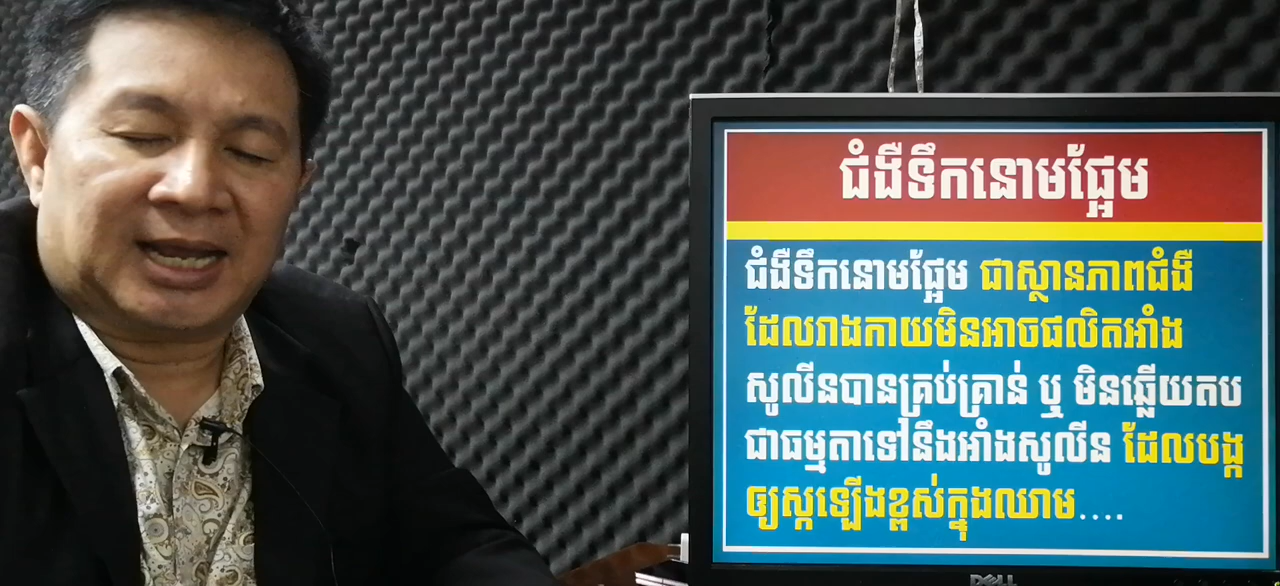 ជំងឺទឹកនោមផ្អែម
ជំងឺទឹកនោមផ្អែម ជាស្ថានភាពជំងឺ
ដែលរាងកាយមិនអាចផលិតអាំង
សូលីនបានគ្រប់គ្រាន់ ឬ មិនឆ្លើយតប
ជាធម្មតាទៅនឹងអាំងសូលីន ដែលបង្ក
ឲ្យស្កឡើងខ្ពស់ក្នុងឈាម....
DELL